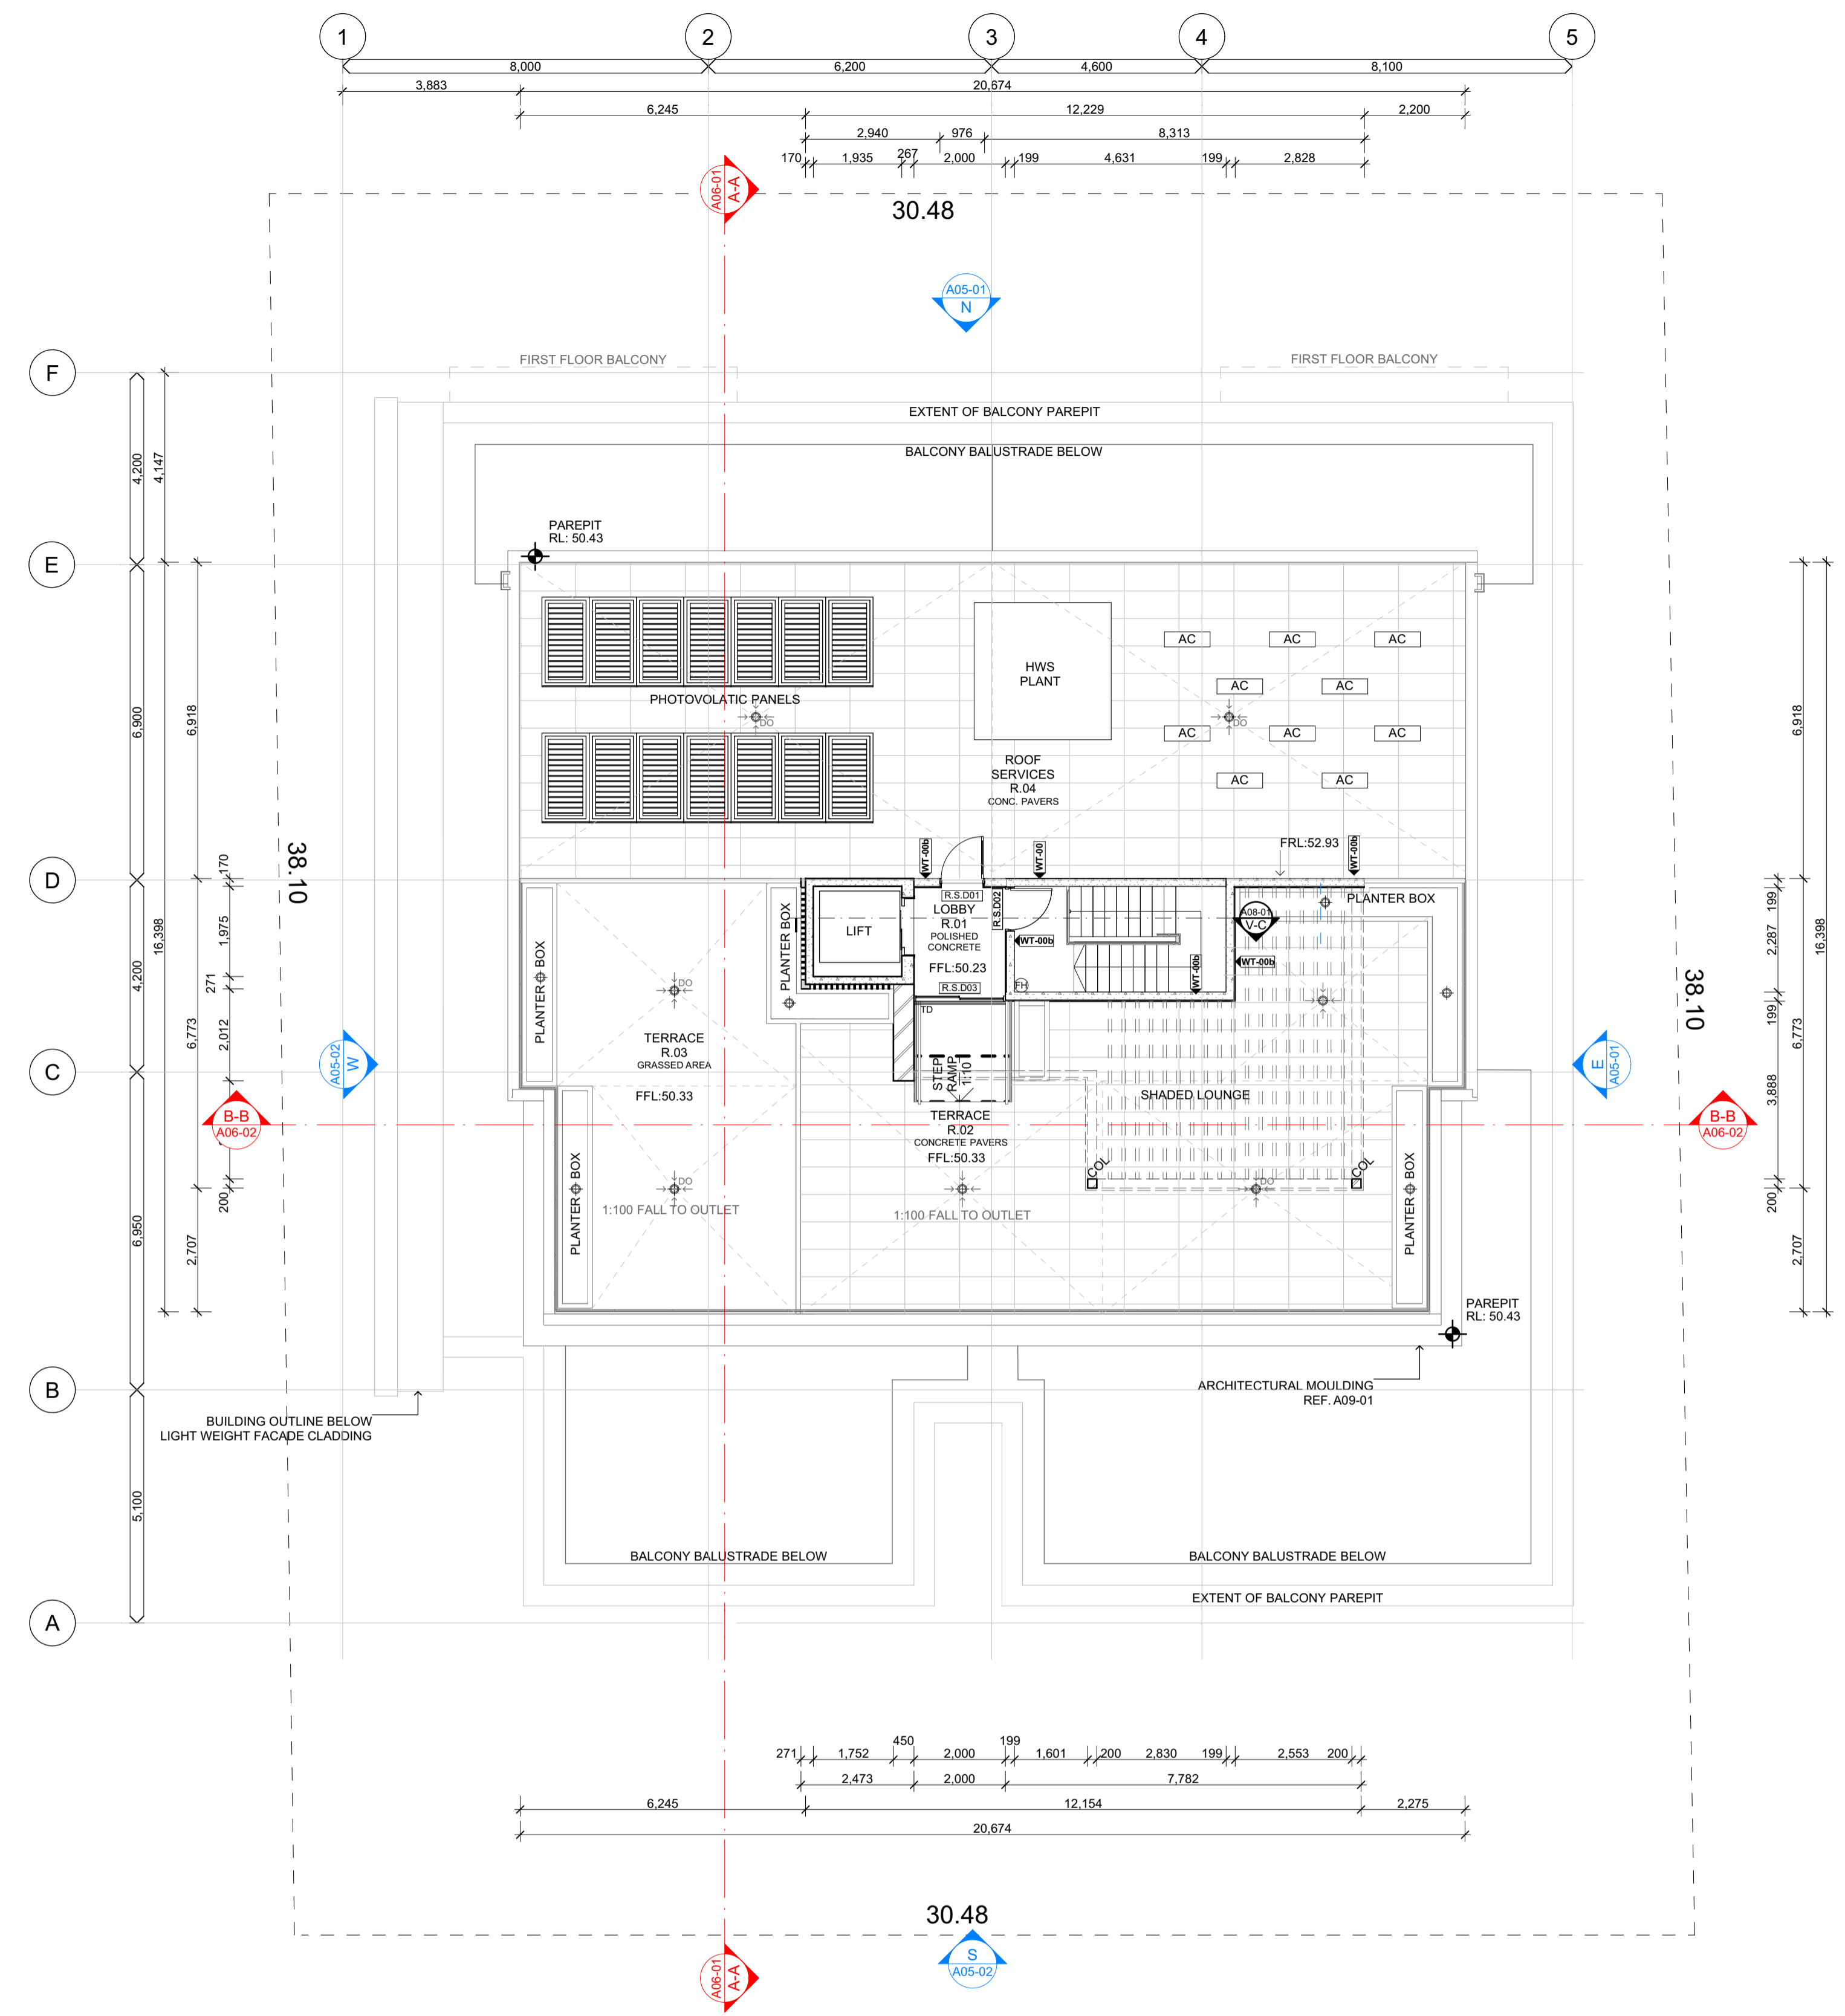 1
2
3
4
5
8,000
6,200
4,600
8,100
3,883
20,674
6,245
12,229
2,200
2,940
976
8,313
170
1,935
267
2,000
199
4,631
199
2,828
A06-01
A-A
30.48
A05-01
N
F
E
D
C
B
A
4,200
4,147
6,900
6,918
170
1,975
16,398
4,200
271
6,773
2,012
200
6,950
2,707
5,100
38.10
FIRST FLOOR BALCONY
FIRST FLOOR BALCONY
EXTENT OF BALCONY PAREPIT
BALCONY BALUSTRADE BELOW
PAREPIT
RL: 50.43
PHOTOVOLATIC PANELS
DO
HWS
PLANT
AC
AC
AC
AC
AC
DO
AC
AC
AC
AC
AC
ROOF
SERVICES
R.04
CONC. PAVERS
WT-00b
WT-00
FRL:52.93
WT-00b
PLANTER BOX
PLANTER BOX
PLANTER BOX
LIFT
R.S.D01
LOBBY
R.01
POLISHED
CONCRETE
FFL:50.23
R.S.D03
R.S.D02
WT-00b
FH
WT-00b
WT-00b
A08-01
V-C
DO
TD
TERRACE
R.03
GRASSED AREA
FFL:50.33
STEP
RAMP
1:10
SHADED LOUNGE
TERRACE
R.02
CONCRETE PAVERS
FFL:50.33
COL
COL
DO
DO
1:100 FALL TO OUTLET
1:100 FALL TO OUTLET
PLANTER BOX
PLANTER BOX
A05-02
W
B-B
A06-02
E
A05-01
B-B
A06-02
38.10
6,918
199
2,287
16,398
199
6,773
3,888
200
2,707
PAREPIT
RL: 50.43
ARCHITECTURAL MOULDING
REF. A09-01
BUILDING OUTLINE BELOW
LIGHT WEIGHT FACADE CLADDING
BALCONY BALUSTRADE BELOW
BALCONY BALUSTRADE BELOW
EXTENT OF BALCONY PAREPIT
271
1,752
450
2,000
199
1,601
200
2,830
199
2,553
200
2,473
2,000
7,782
6,245
12,154
2,275
20,674
30.48
S
A05-02
A06-01
A-A